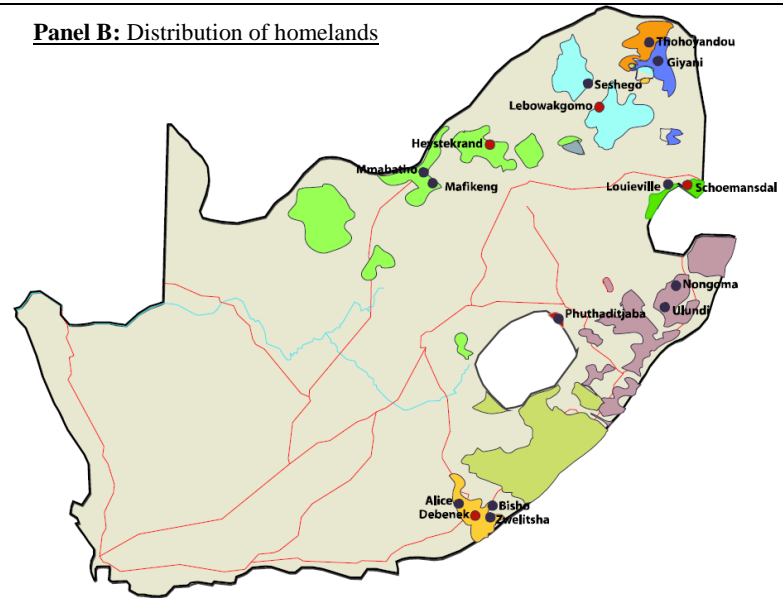 Panel B: Distribution of homelands
Thohoyandou
Giyani
Seshego
Lebowakgomo
Heystekrand
Mmabatho
Mafikeng
Louieville
Schoemansdal
Nongoma
Ulundi
Phuthaditjaba
Alice
Bisho
Debenek
Zwelitsha